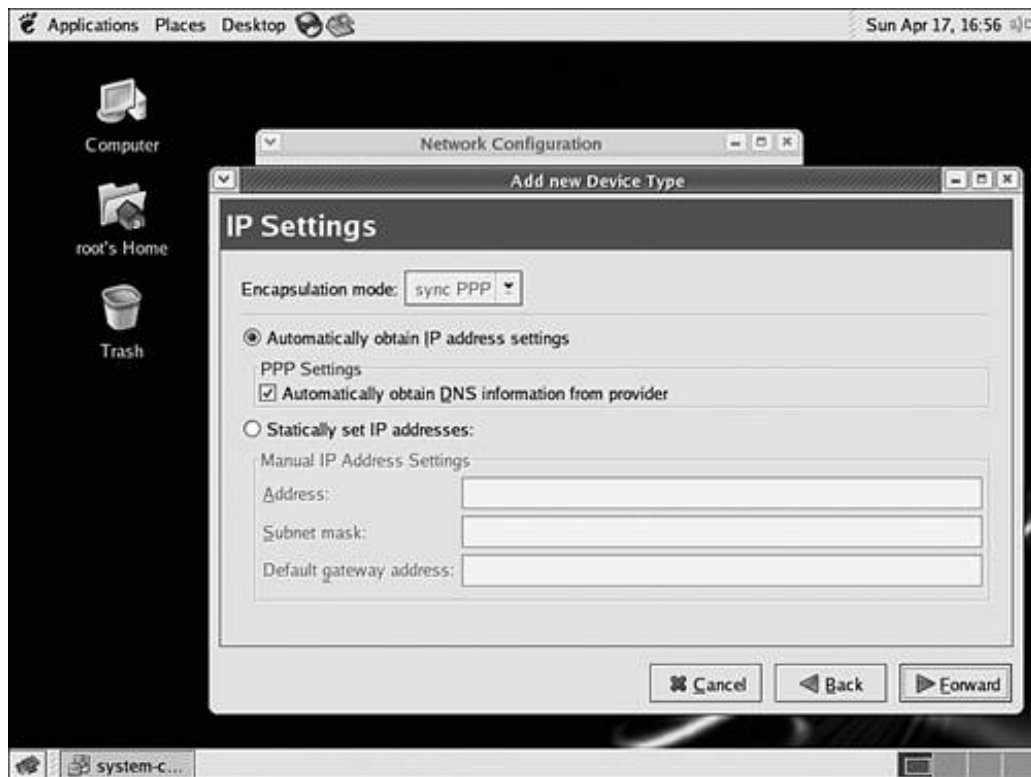 Applications Places Desktop Sun Apr 17, 16:56
Computer
root's Home
Trash
Network Configuration
Add new Device Type
IP Settings
Encapsulation mode: sync PPP
Automatically obtain IP address settings
PPP Settings
Automatically obtain DNS information from provider
Statically set IP addresses:
Manual IP Address Settings
Address:
Subnet mask:
Default gateway address:
Cancel Back Forward
system-c...